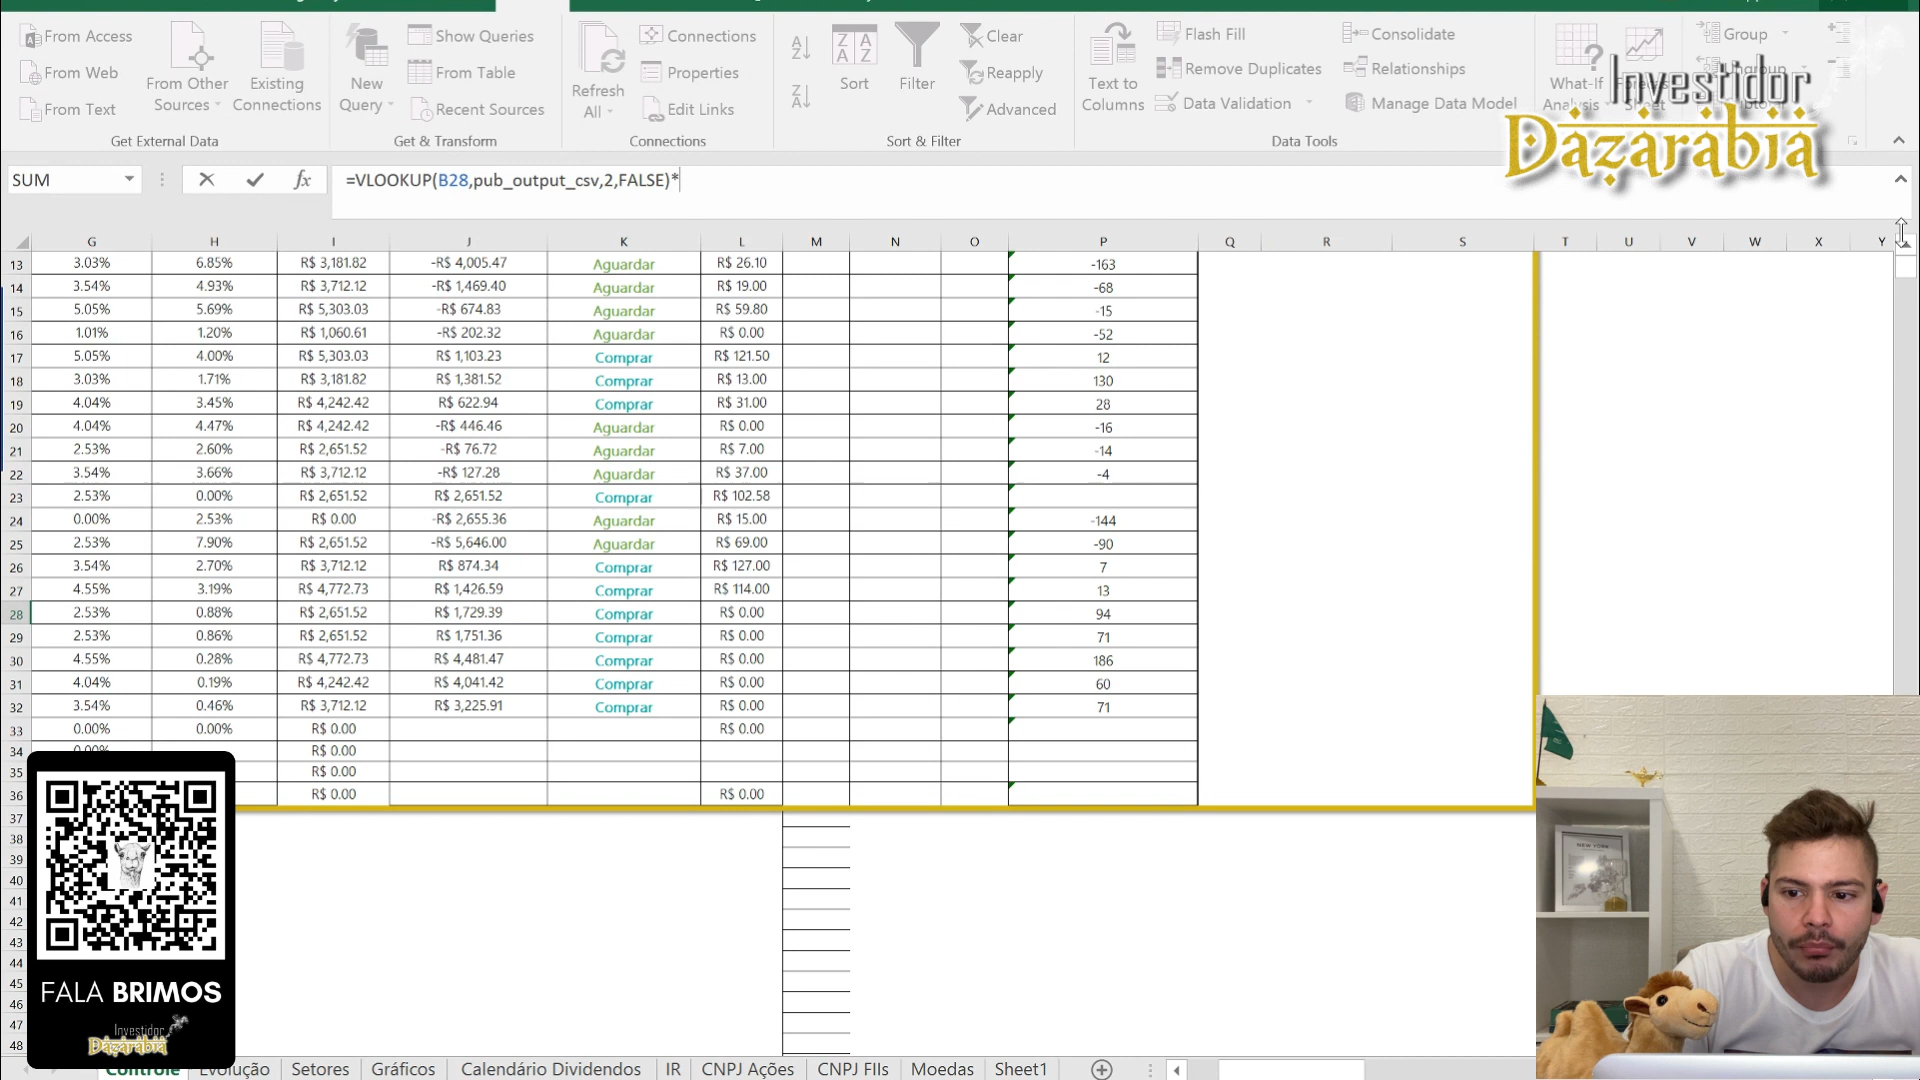 From Access
From Web
From Text
From Other
Sources
Existing
Connections
Get External Data
New
Query
Show Queries
From Table
Recent Sources
Get & Transform
Refresh
All
Connections
Properties
Edit Links
Connections
Sort
Filter
Clear
Reapply
Advanced
Sort & Filter
Text to
Columns
Flash Fill
Remove Duplicates
Data Validation
Consolidate
Relationships
Manage Data Model
Data Tools
What-If
Analysis
Sheet
Group
Investidor
Dazarabia
SUM
fx
=VLOOKUP(B28,pub_output_csv,2,FALSE)*
G H I J K L M N O P Q R S T U V W X Y
13 3.03% 6.85% R$ 3,181.82 -R$ 4,005.47 Aguardar R$ 26.10 -163
14 3.54% 4.93% R$ 3,712.12 -R$ 1,469.40 Aguardar R$ 19.00 -68
15 5.05% 5.69% R$ 5,303.03 -R$ 674.83 Aguardar R$ 59.80 -15
16 1.01% 1.20% R$ 1,060.61 -R$ 202.32 Aguardar R$ 0.00 -52
17 5.05% 4.00% R$ 5,303.03 R$ 1,103.23 Comprar R$ 121.50 12
18 3.03% 1.71% R$ 3,181.82 R$ 1,381.52 Comprar R$ 13.00 130
19 4.04% 3.45% R$ 4,242.42 R$ 622.94 Comprar R$ 31.00 28
20 4.04% 4.47% R$ 4,242.42 -R$ 446.46 Aguardar R$ 0.00 -16
21 2.53% 2.60% R$ 2,651.52 -R$ 76.72 Aguardar R$ 7.00 -14
22 3.54% 3.66% R$ 3,712.12 -R$ 127.28 Aguardar R$ 37.00 -4
23 2.53% 0.00% R$ 2,651.52 R$ 2,651.52 Comprar R$ 102.58
24 0.00% 2.53% R$ 0.00 -R$ 2,655.36 Aguardar R$ 15.00 -144
25 2.53% 7.90% R$ 2,651.52 -R$ 5,646.00 Aguardar R$ 69.00 -90
26 3.54% 2.70% R$ 3,712.12 R$ 874.34 Comprar R$ 127.00 7
27 4.55% 3.19% R$ 4,772.73 R$ 1,426.59 Comprar R$ 114.00 13
28 2.53% 0.88% R$ 2,651.52 R$ 1,729.39 Comprar R$ 0.00 94
29 2.53% 0.86% R$ 2,651.52 R$ 1,751.36 Comprar R$ 0.00 71
30 4.55% 0.28% R$ 4,772.73 R$ 4,481.47 Comprar R$ 0.00 186
31 4.04% 0.19% R$ 4,242.42 R$ 4,041.42 Comprar R$ 0.00 60
32 3.54% 0.46% R$ 3,712.12 R$ 3,225.91 Comprar R$ 0.00 71
33 0.00% 0.00% R$ 0.00 R$ 0.00
34 0.00% R$ 0.00
35 R$ 0.00
36 R$ 0.00 R$ 0.00
37
38
39
40
41
42
43
44
45
46
47
48
FALA BRIMOS
Investidor
Dazarabia
NEW YORK
Controle Evolução Setores Gráficos Calendário Dividendos IR CNPJ Ações CNPJ FIIs Moedas Sheet1